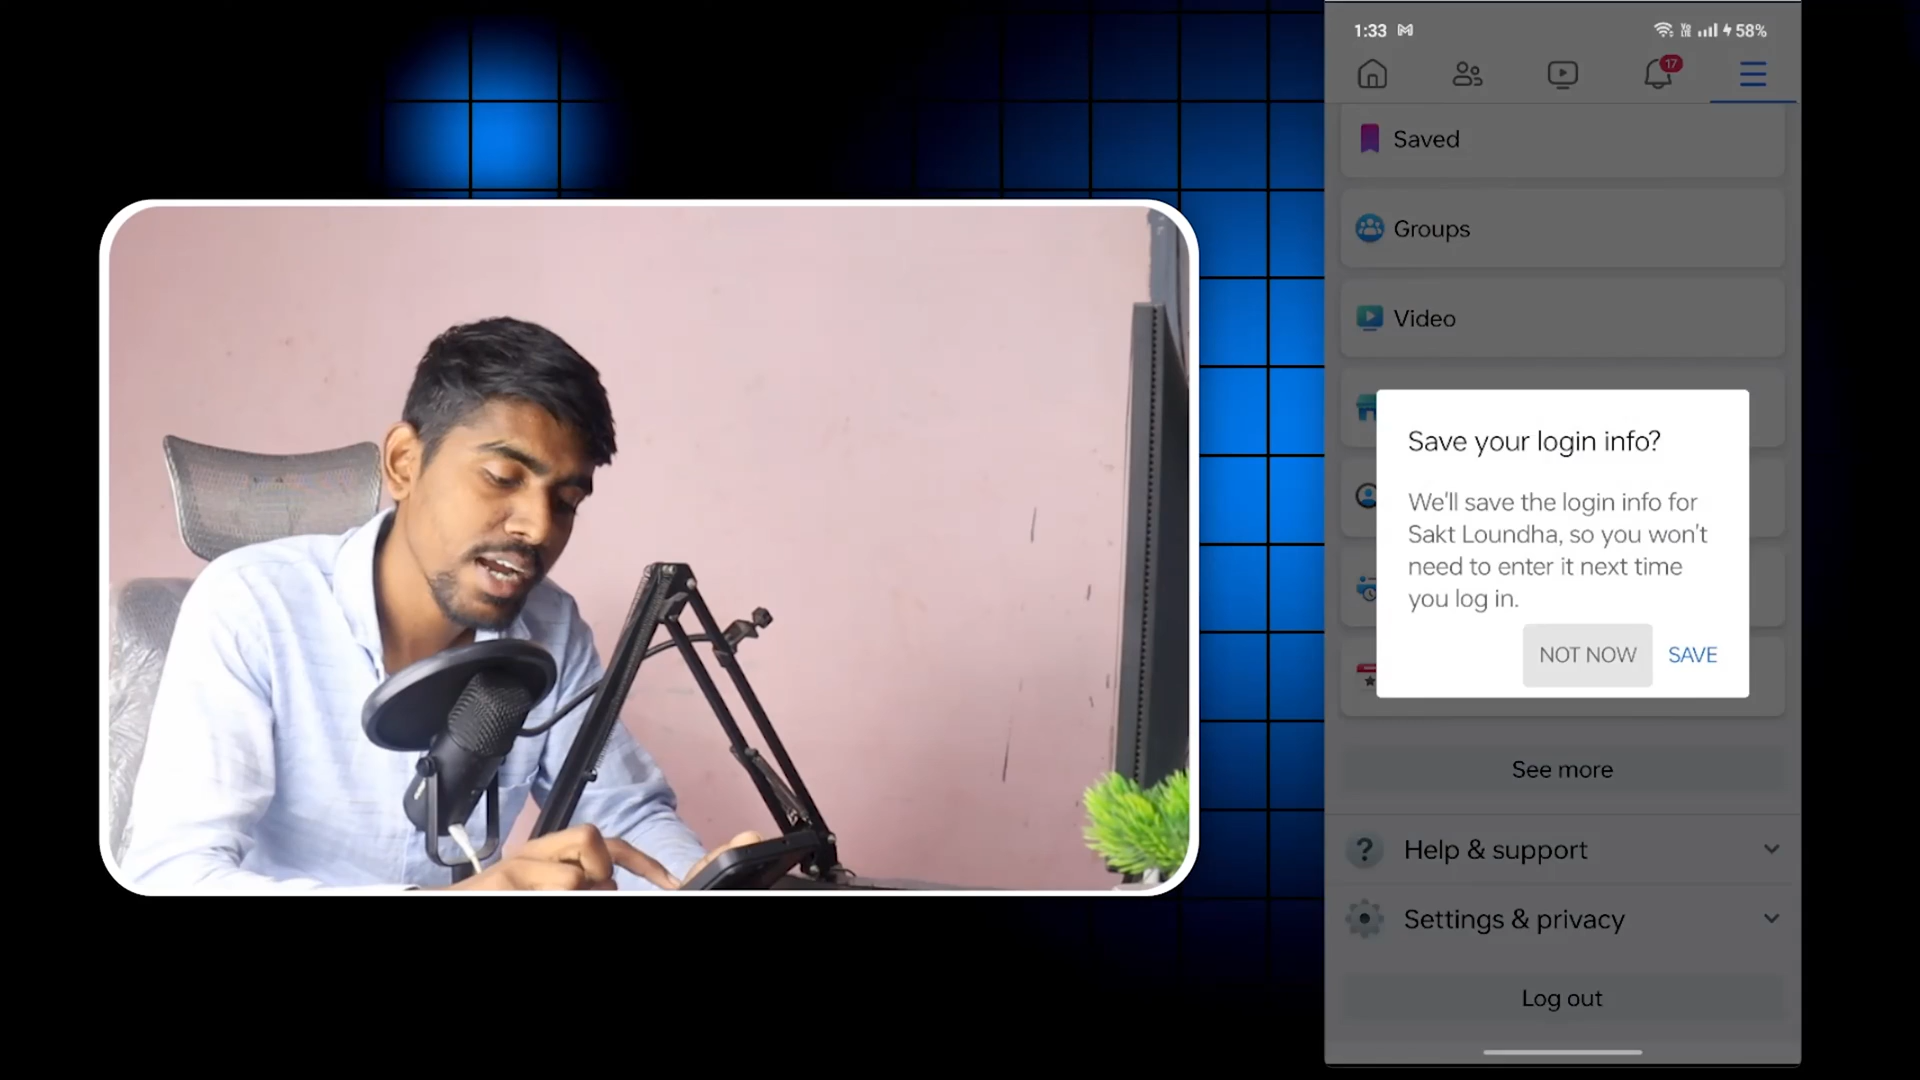 1:33
58%
17
Saved
Groups
Video
Save your login info?
We'll save the login info for
Sakt Loundha, so you won't
need to enter it next time
you log in.
NOT NOW SAVE
See more
Help & support
Settings & privacy
Log out